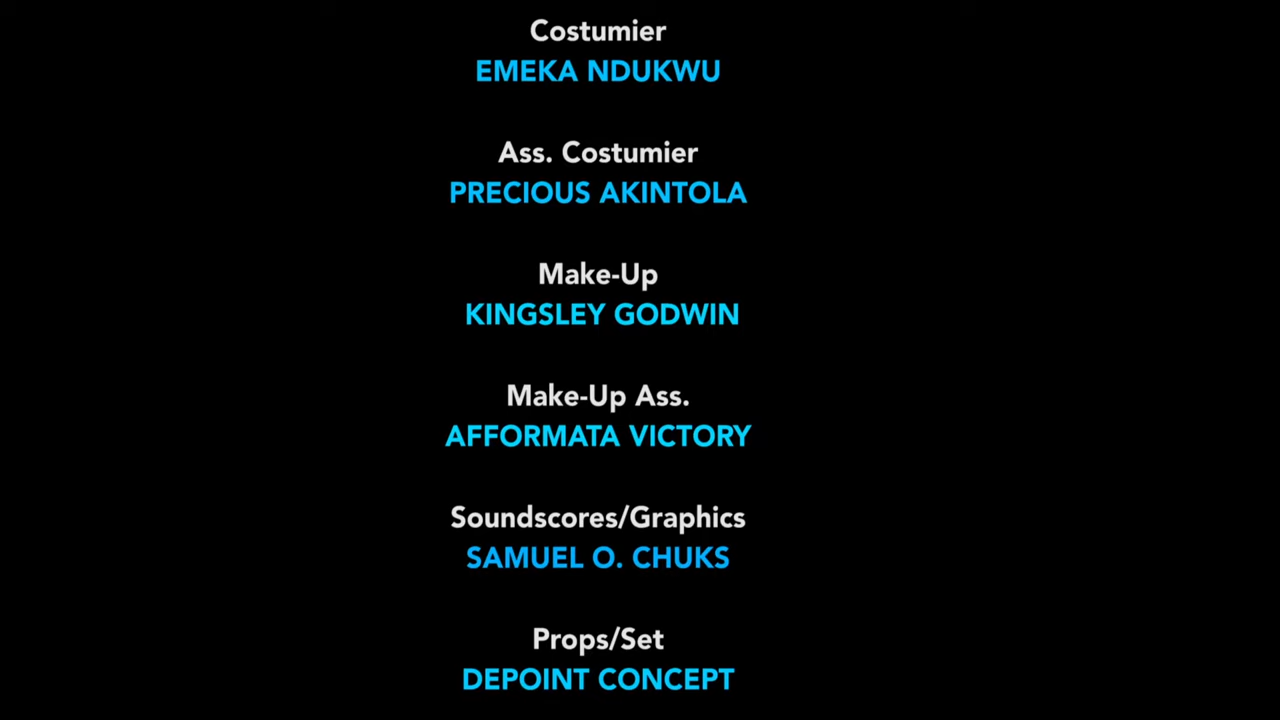 Costumier
EMEKA NDUKWU
Ass. Costumier
PRECIOUS AKINTOLA
Make-Up
KINGSLEY GODWIN
Make-Up Ass.
AFFORMATA VICTORY
Soundscores/Graphics
SAMUEL O. CHUKS
Props/Set
DEPOINT CONCEPT